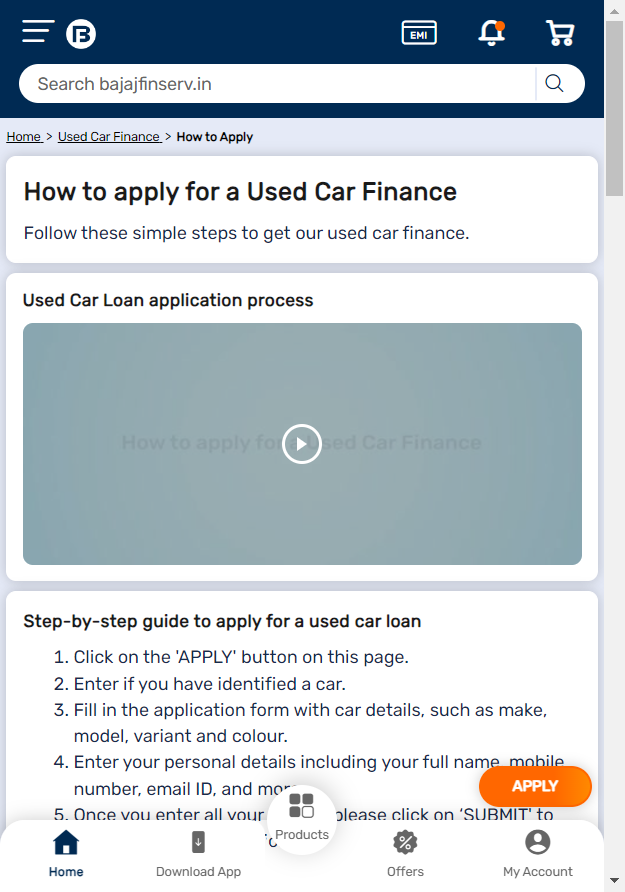 EMI
Search bajajfinserv.in
Home > Used Car Finance > How to Apply
How to apply for a Used Car Finance
Follow these simple steps to get our used car finance.
Used Car Loan application process
How to apply for a Used Car Finance
Step-by-step guide to apply for a used car loan
1. Click on the 'APPLY' button on this page.
2. Enter if you have identified a car.
3. Fill in the application form with car details, such as make,
model, variant and colour.
4. Enter your personal details including your full name, mobile
number, email ID, and more.
APPLY
5. Once you enter all your please click on ‘SUBMIT' to
Products
Home
Download App
Offers
My Account